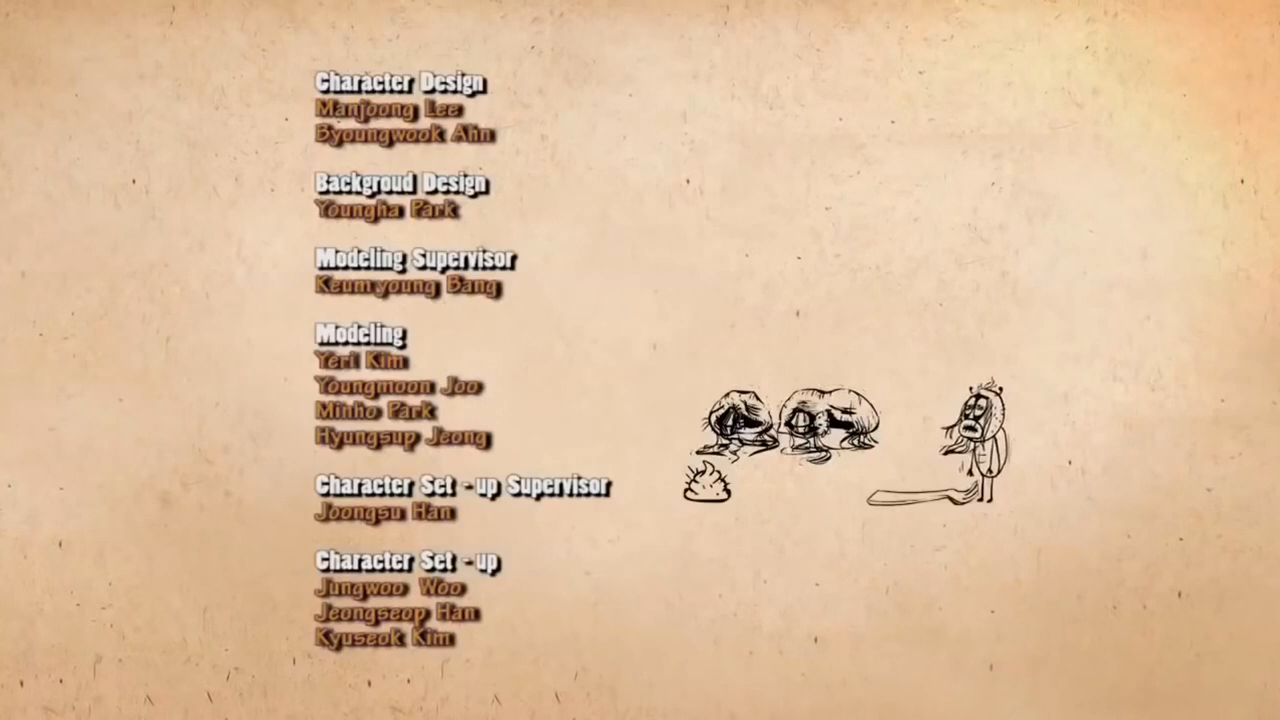 Character Design
Manjoong Lee
Byoungwook Ahn
Backgroud Design
Youngha Park
Modeling Supervisor
Keumyoung Bang
Modeling
Yeri Kim
Youngmoon Joo
Minho Park
Hyungsup Jeong
Character Set - up Supervisor
Joongsu Han
Character Set - up
Jungwoo Woo
Jeongseop Han
Kyuseok Kim